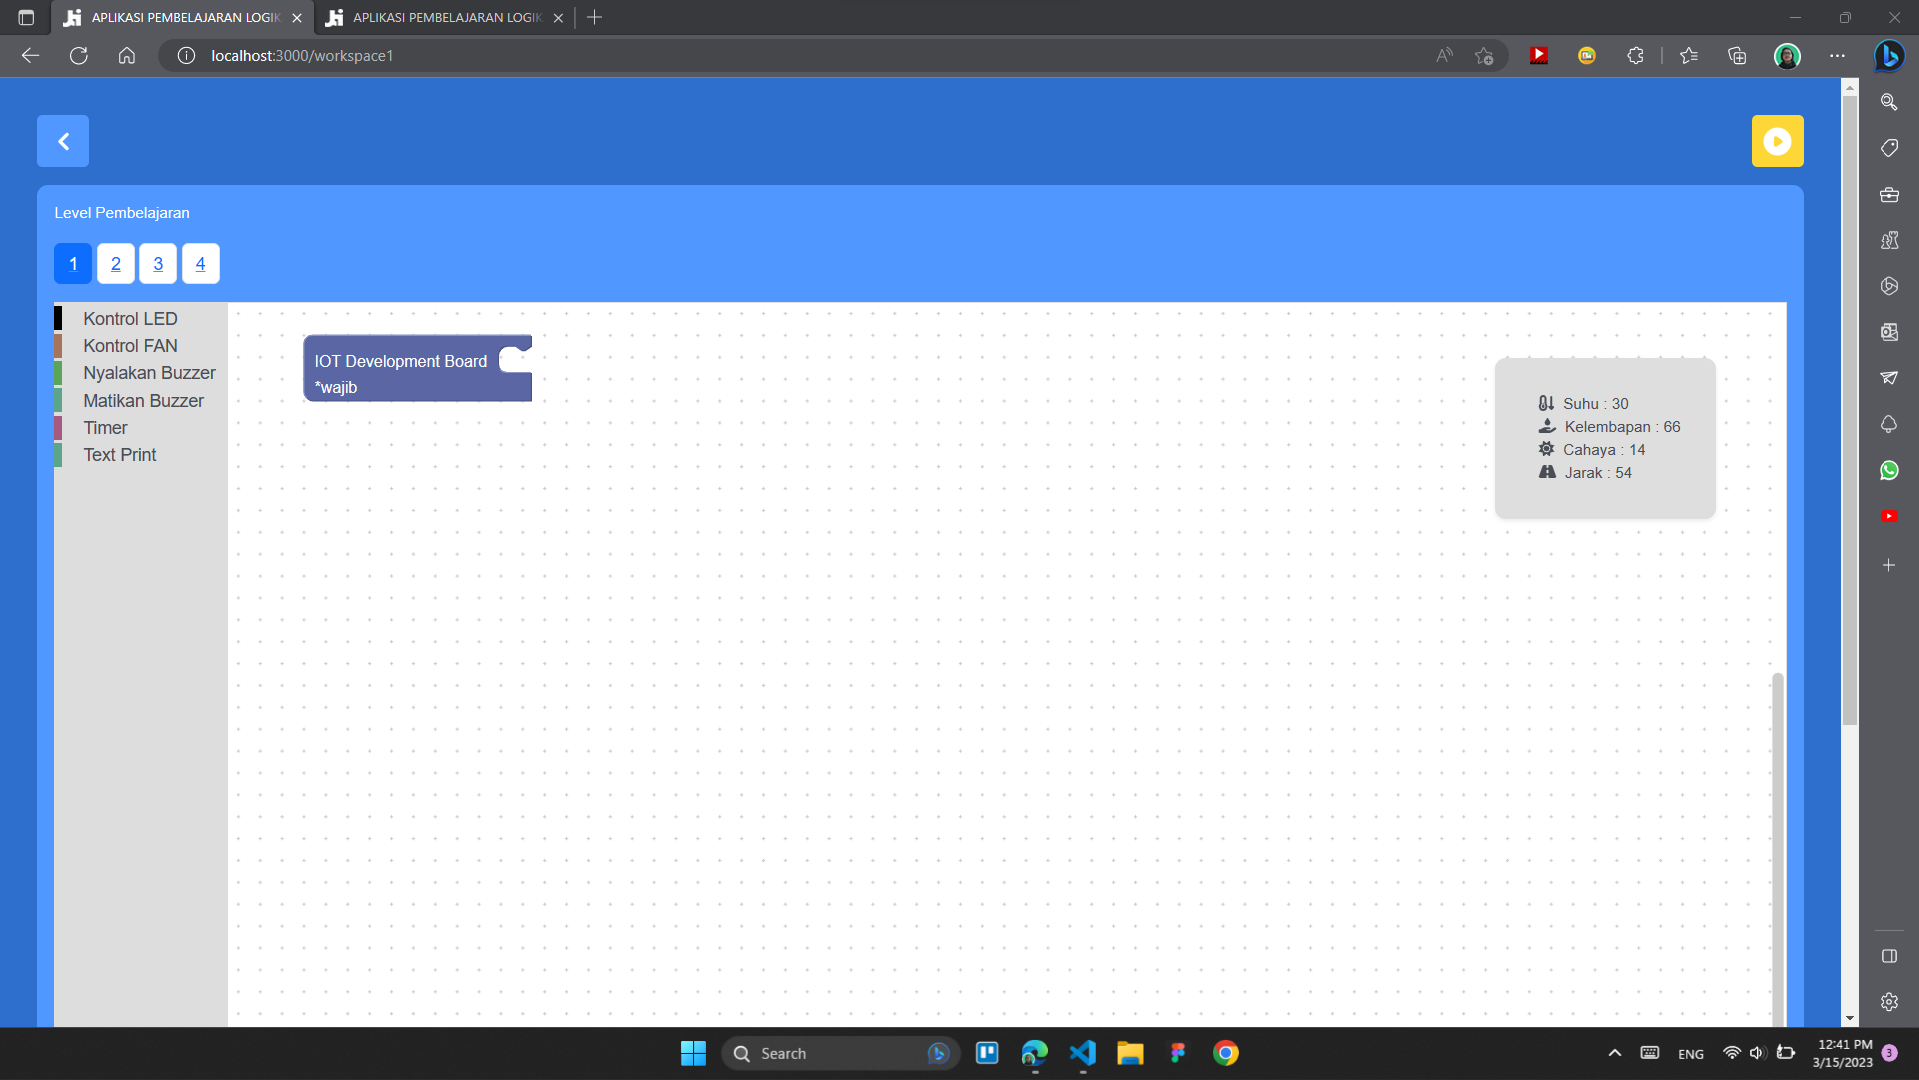 APLIKASI PEMBELAJARAN LOGIK
APLIKASI PEMBELAJARAN LOGIK
localhost:3000/workspace1
Level Pembelajaran
1 2 3 4
Kontrol LED
Kontrol FAN
Nyalakan Buzzer
Matikan Buzzer
Timer
Text Print
IOT Development Board
*wajib
Suhu : 30
Kelembapan : 66
Cahaya : 14
Jarak : 54
Search
ENG
12:41 PM
3/15/2023
3